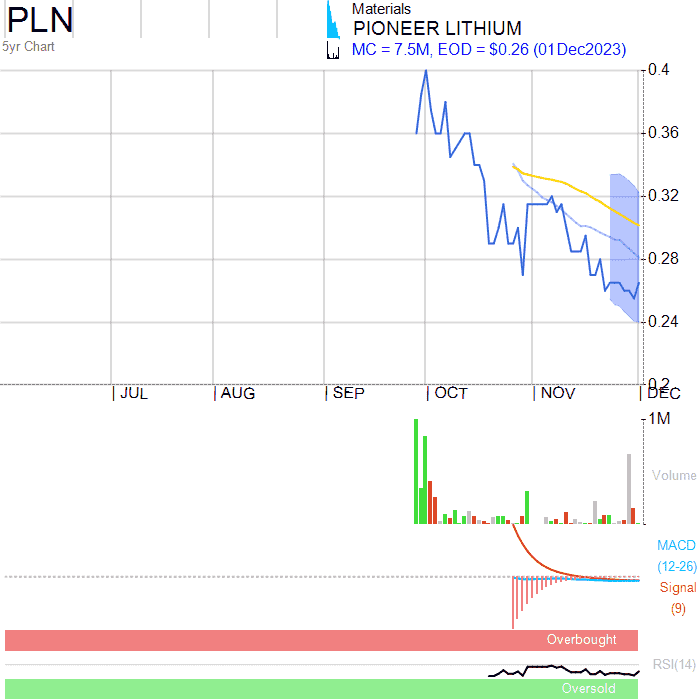 PLN
5yr Chart
Materials
PIONEER LITHIUM
MC = 7.5M, EOD = $0.26 (01Dec2023)
0.4
0.36
0.32
0.28
0.24
0.2
JUL AUG SEP OCT NOV DEC
1M
Volume
MACD
(12-26)
Signal
(9)
Overbought
RSI(14)
Oversold